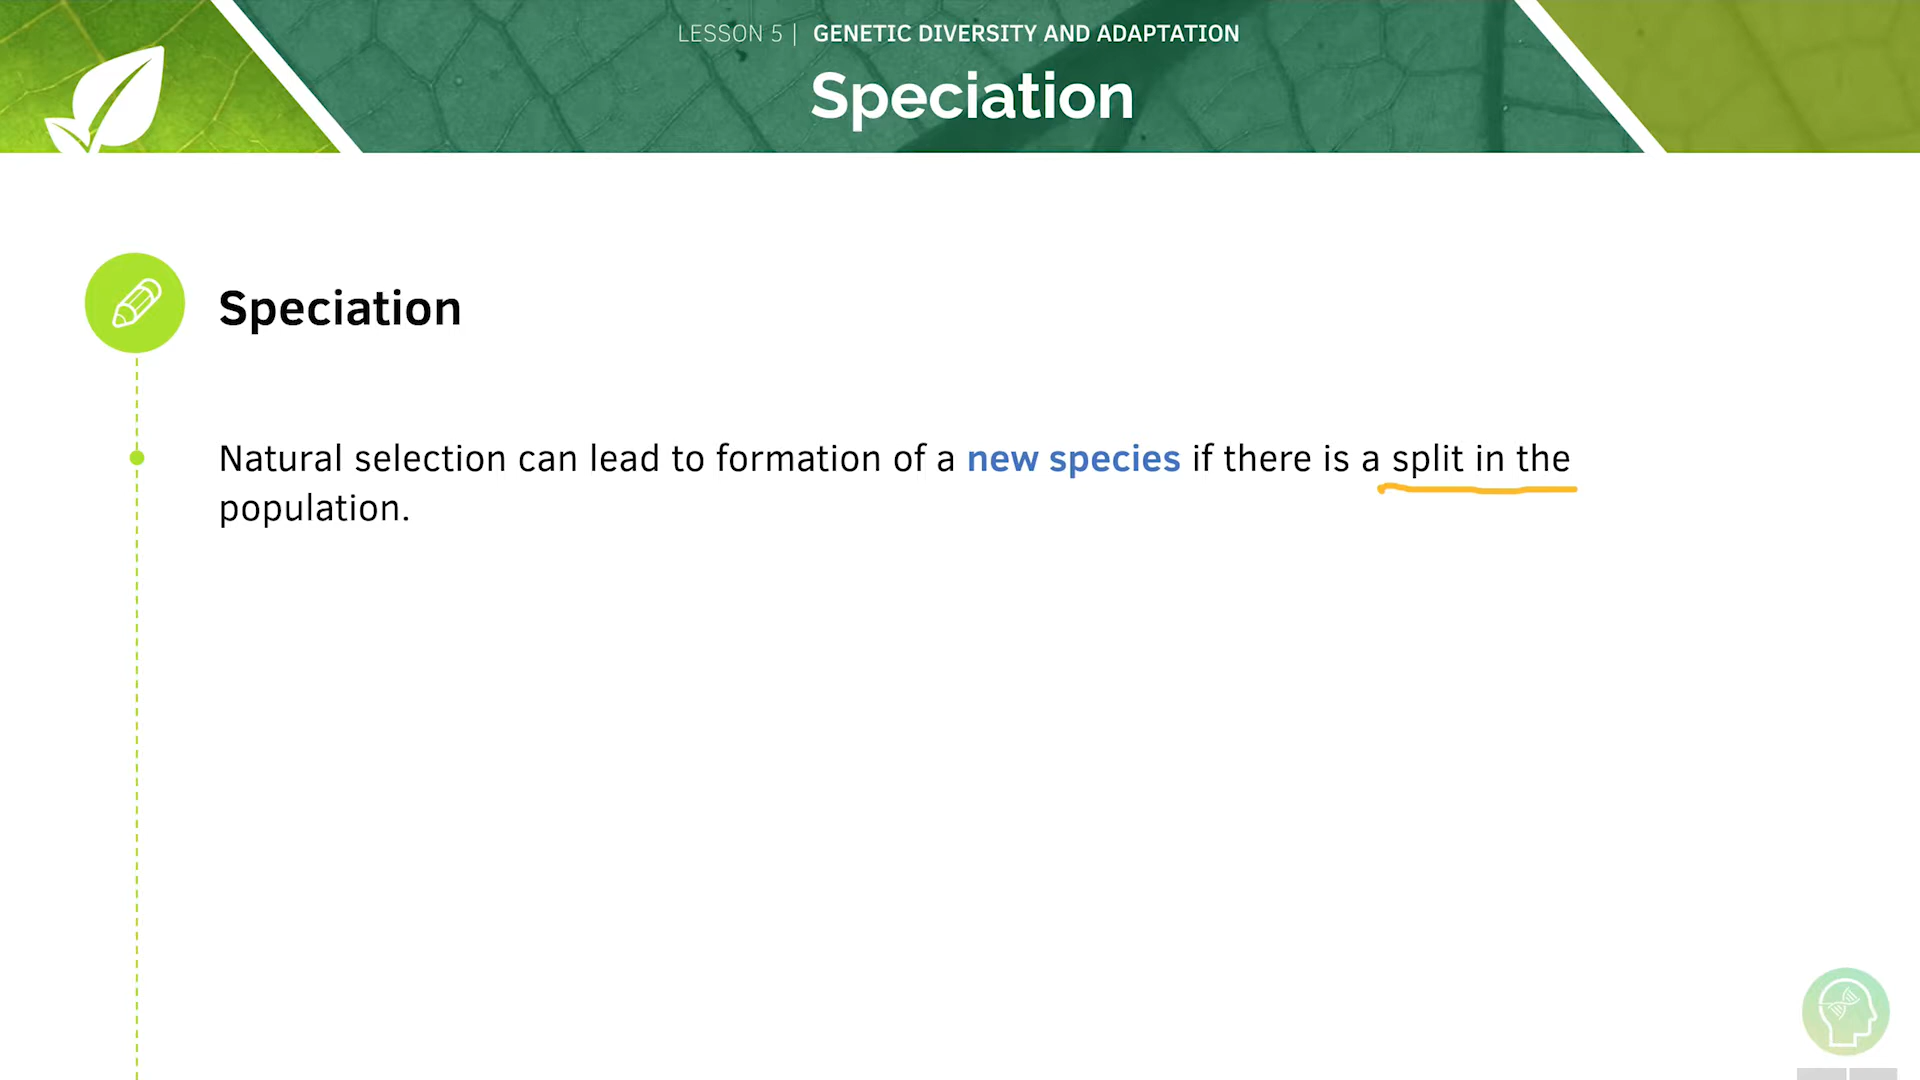 LESSON 5 | GENETIC DIVERSITY AND ADAPTATION
Speciation
Speciation
Natural selection can lead to formation of a new species if there is a split in the
population.